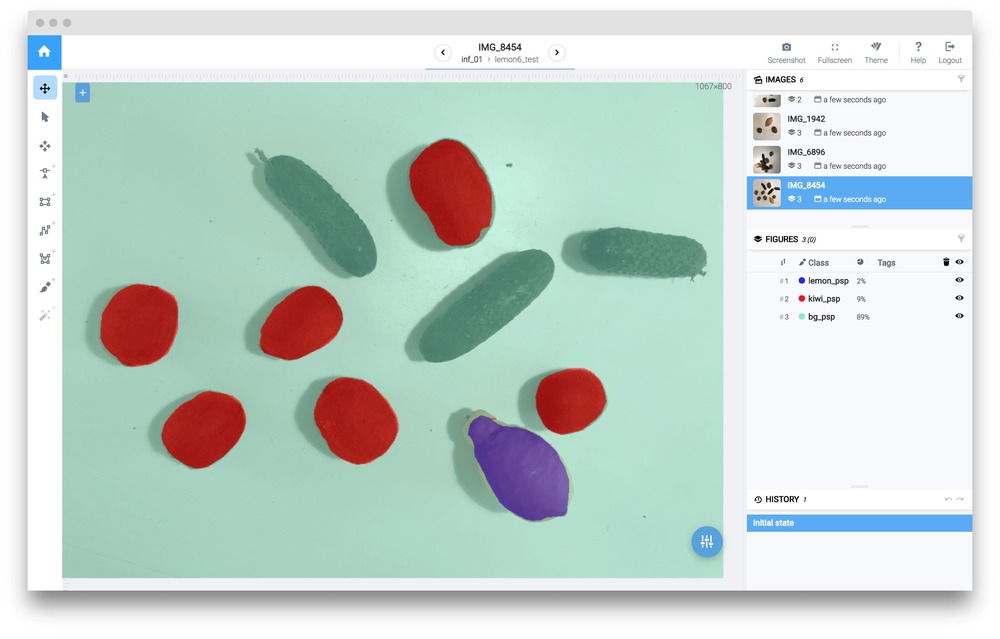 IMG_8454
inf_01 › lemon6_test
Screenshot
Fullscreen
Theme
Help
Logout
1067×800
IMAGES 6
2 a few seconds ago
IMG_1942
3 a few seconds ago
IMG_6896
3 a few seconds ago
IMG_8454
3 a few seconds ago
FIGURES 3 (0)
Class Tags
#1 lemon_psp 2%
#2 kiwi_psp 9%
#3 bg_psp 89%
HISTORY 1
Initial state